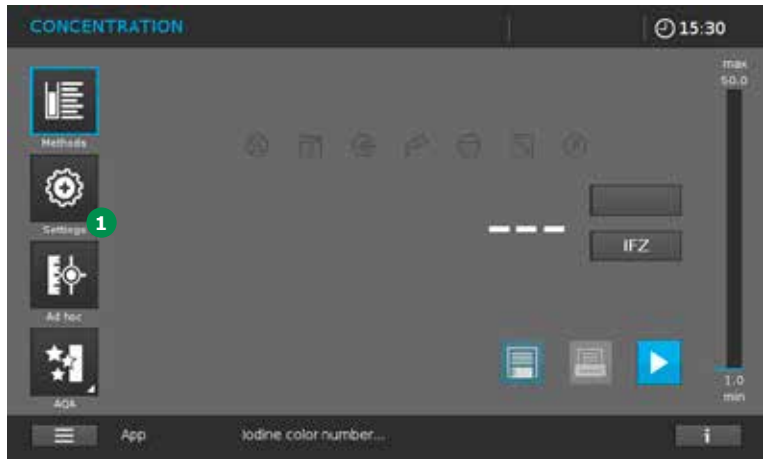 CONCENTRATION
15:30
max
50.0
Methods
Settings
1
Ad hoc
AQA
IFZ
1.0
min
App
Iodine color number...
i